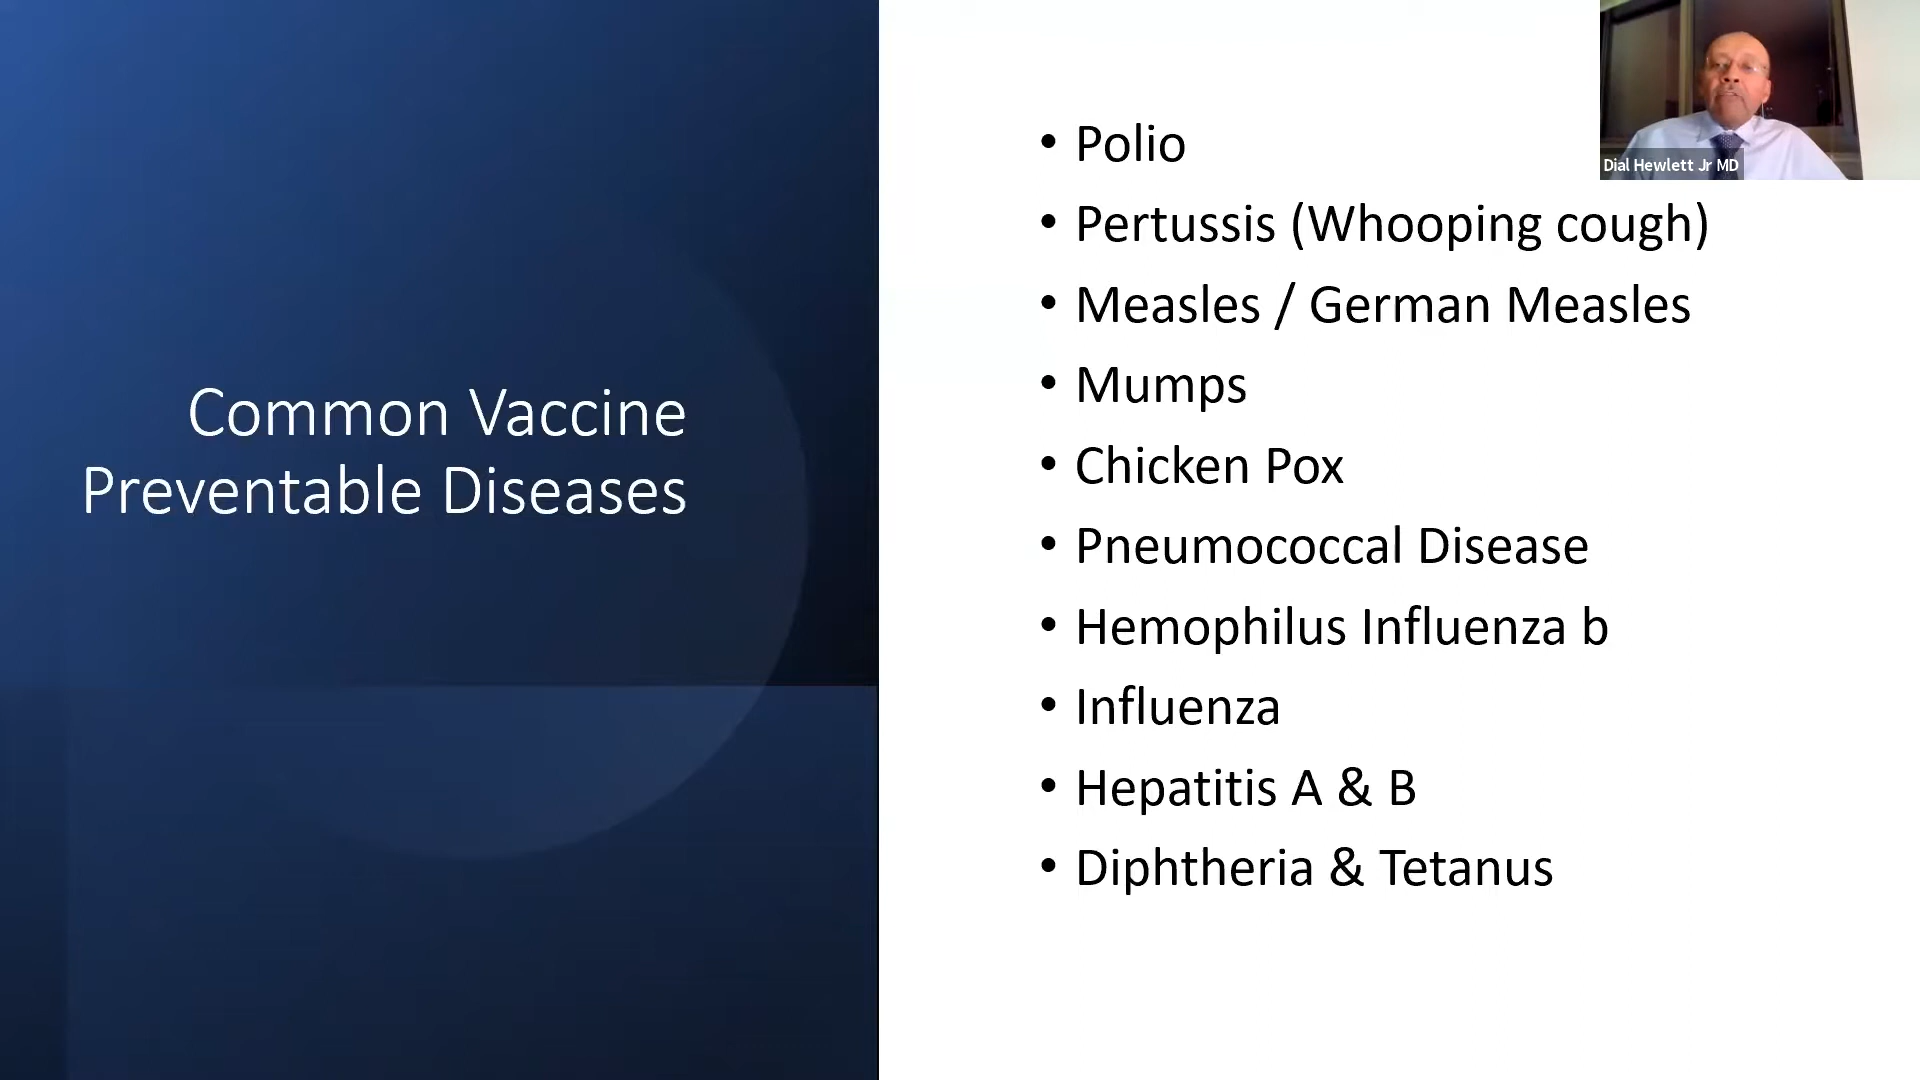 Common Vaccine
Preventable Diseases
• Polio
• Pertussis (Whooping cough)
• Measles / German Measles
• Mumps
• Chicken Pox
• Pneumococcal Disease
• Hemophilus Influenza b
• Influenza
• Hepatitis A & B
• Diphtheria & Tetanus
Dial Hewlett Jr MD